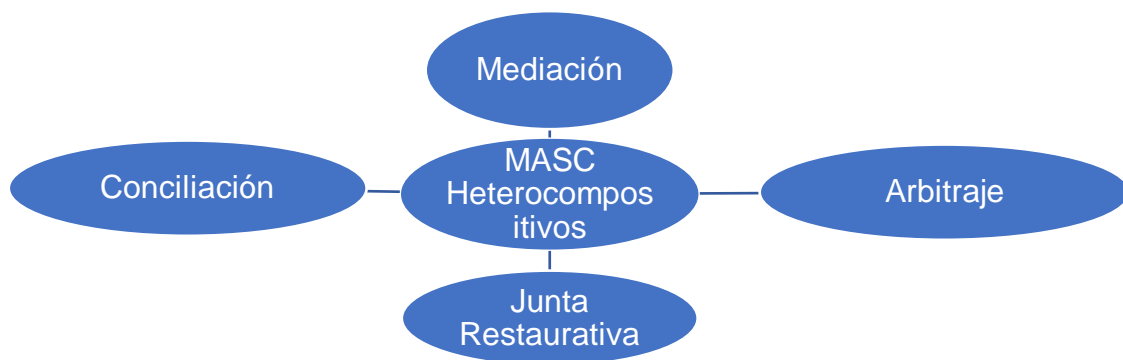 Mediación
Conciliación
MASC
Heterocompos
itivos
Arbitraje
Junta
Restaurativa